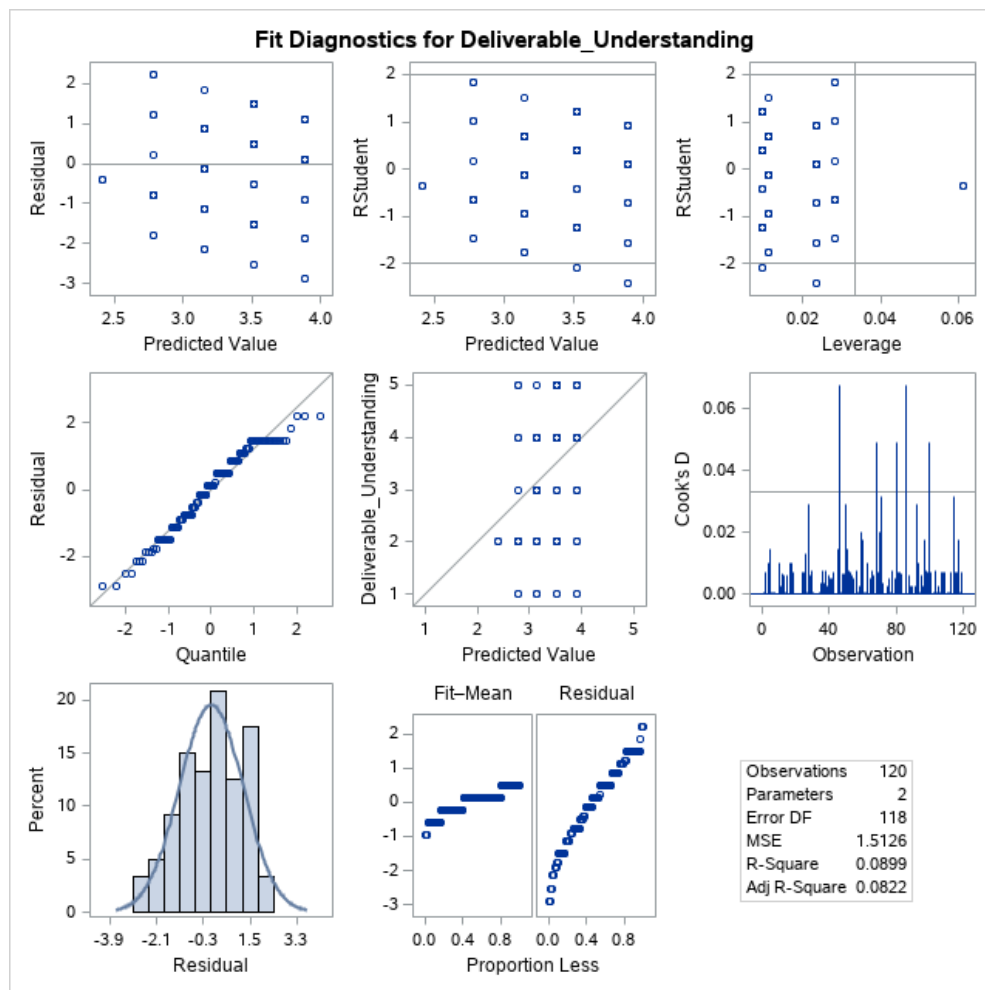 Fit Diagnostics for Deliverable_Understanding
2
1
0
-1
-2
-3
Residual
2.5 3.0 3.5 4.0
Predicted Value
2
1
0
-1
-2
RStudent
2.5 3.0 3.5 4.0
Predicted Value
2
1
0
-1
-2
RStudent
0.02 0.04 0.06
Leverage
2
0
-2
Residual
-2 -1 0 1 2
Quantile
5
4
3
2
1
Deliverable_Understanding
1 2 3 4 5
Predicted Value
0.06
0.04
0.02
0.00
Cook's D
0 40 80 120
Observation
20
15
10
5
0
Percent
-3.9 -2.1 -0.3 1.5 3.3
Residual
Fit–Mean Residual
2
1
0
-1
-2
-3
0.0 0.4 0.8 0.0 0.4 0.8
Proportion Less
Observations 120
Parameters 2
Error DF 118
MSE 1.5126
R-Square 0.0899
Adj R-Square 0.0822